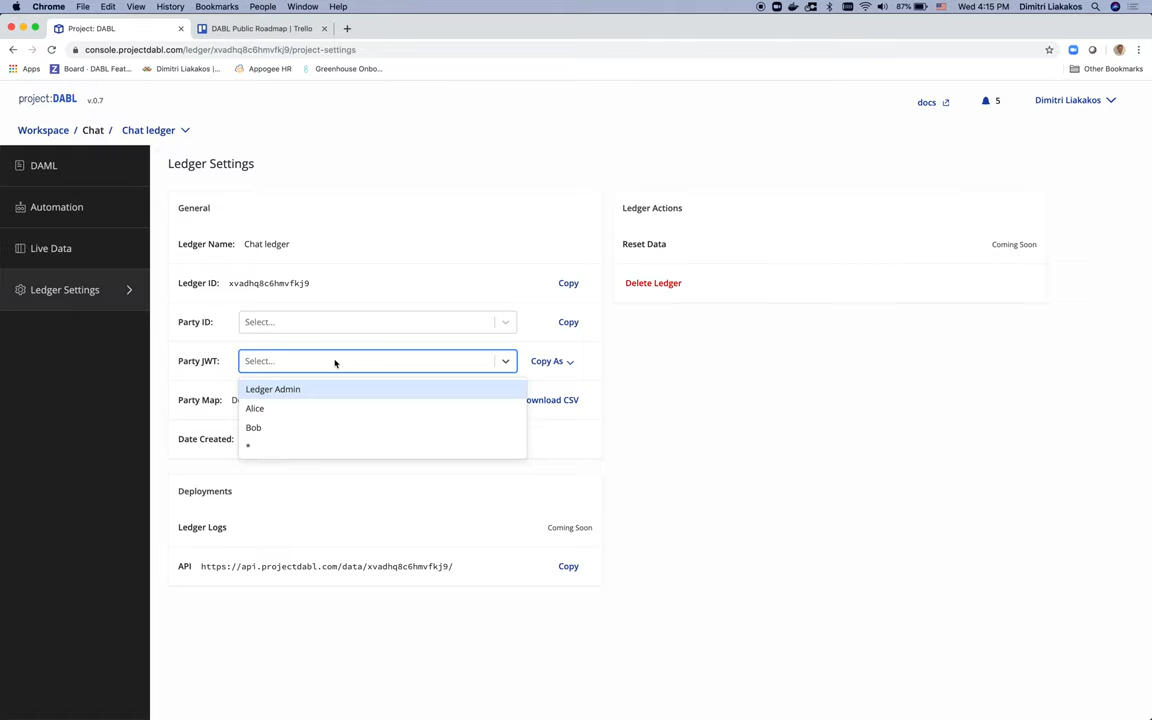 Chrome File Edit View History Bookmarks People Window Help 87% Wed 4:15 PM Dimitri Liakakos
Project: DABL DABL Public Roadmap | Trello
console.projectdabl.com/ledger/xvadhq8c6hmvfkj9/project-settings
Apps Board · DABL Feat... Dimitri Liakakos |... Appogee HR Greenhouse Onbo... Other Bookmarks
project:DABL v.0.7 docs 5 Dimitri Liakakos
Workspace / Chat / Chat ledger
DAML
Automation
Live Data
Ledger Settings
Ledger Settings
General
Ledger Name: Chat ledger
Ledger ID: xvadhq8c6hmvfkj9 Copy
Party ID: Select... Copy
Party JWT: Select... Copy As
Ledger Admin
Alice
Bob
*
Party Map: D ownload CSV
Date Created:
Deployments
Ledger Logs Coming Soon
API https://api.projectdabl.com/data/xvadhq8c6hmvfkj9/ Copy
Ledger Actions
Reset Data Coming Soon
Delete Ledger